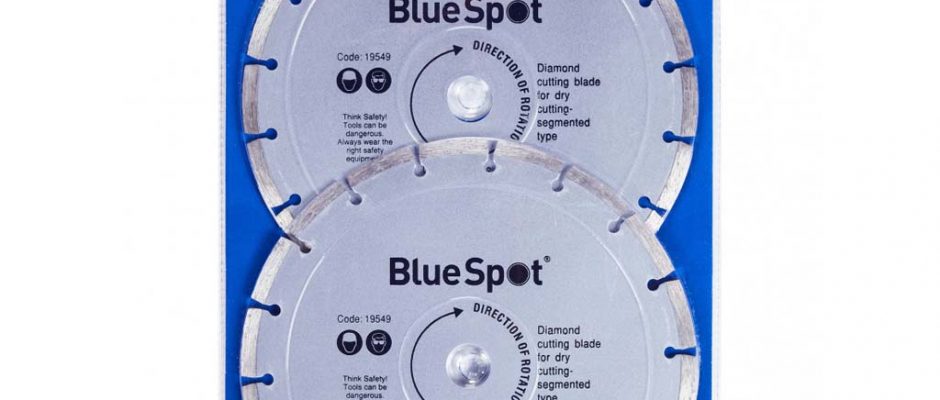 BlueSpot
Code: 19549
DIRECTION OF ROTATIO
Diamond
cutting blade
for dry
cutting-
segmented
type
Think Safety!
Tools can be
dangerous.
Always wear the
right safety
equipment
BlueSpot®
Code: 19549
DIRECTION OF ROTATIO
Diamond
cutting blade
for dry
cutting-
segmented
type
Think Safety!
Tools can be
dangerous.